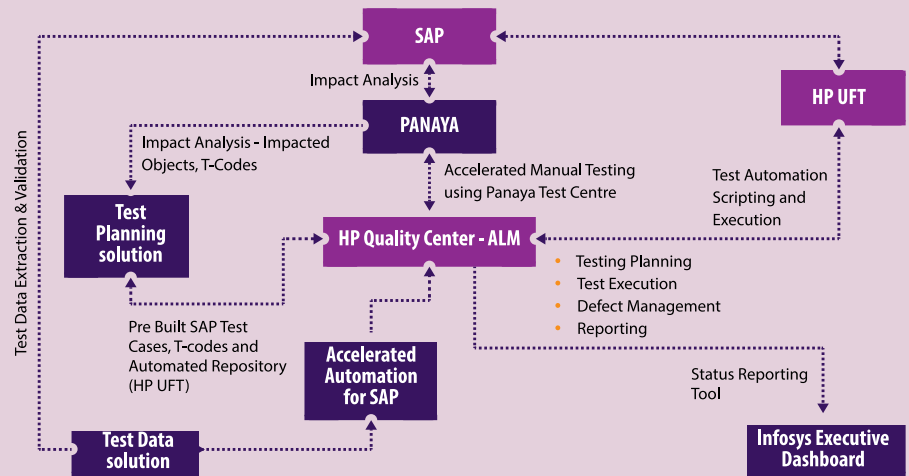 SAP
Impact Analysis
HP UFT
PANAYA
Impact Analysis - Impacted
Objects, T-Codes
Accelerated Manual Testing
using Panaya Test Centre
Test Automation
Scripting and
Execution
Test Data Extraction & Validation
Test
Planning
solution
HP Quality Center - ALM
• Testing Planning
• Test Execution
• Defect Management
• Reporting
Pre Built SAP Test
Cases, T-codes and
Automated Repository
(HP UFT)
Accelerated
Automation
for SAP
Status Reporting
Tool
Test Data
solution
Infosys Executive
Dashboard